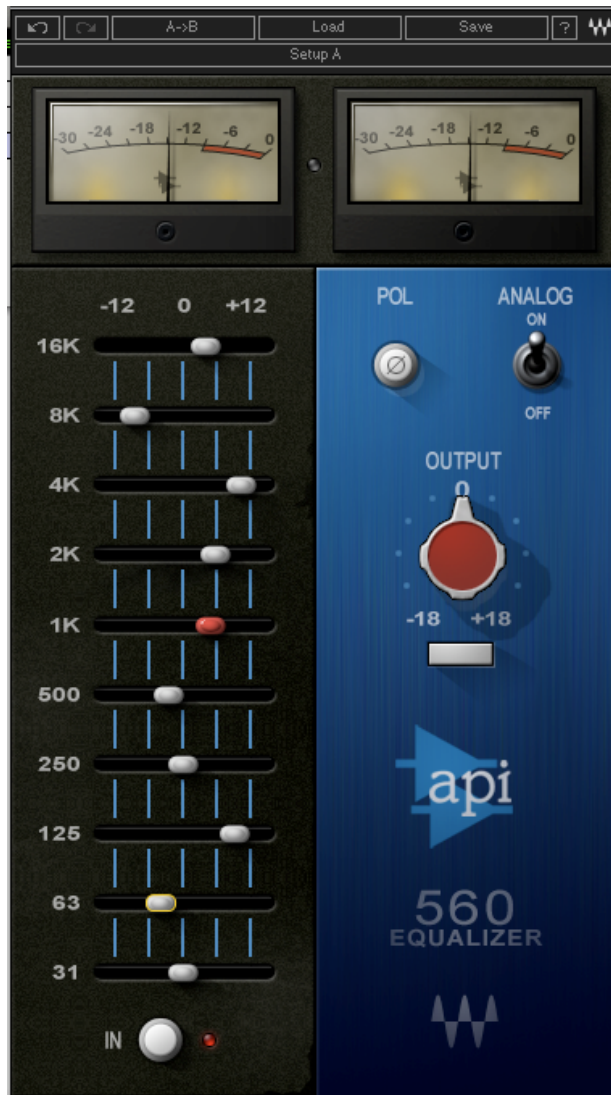 A->B Load Save ?
Setup A
-30 -24 -18 -12 -6 0 -30 -24 -18 -12 -6 0
-12 0 +12
16K
8K
4K
2K
1K
500
250
125
63
31
IN
POL ANALOG
ON
OFF
OUTPUT
0
-18 +18
api
560
EQUALIZER